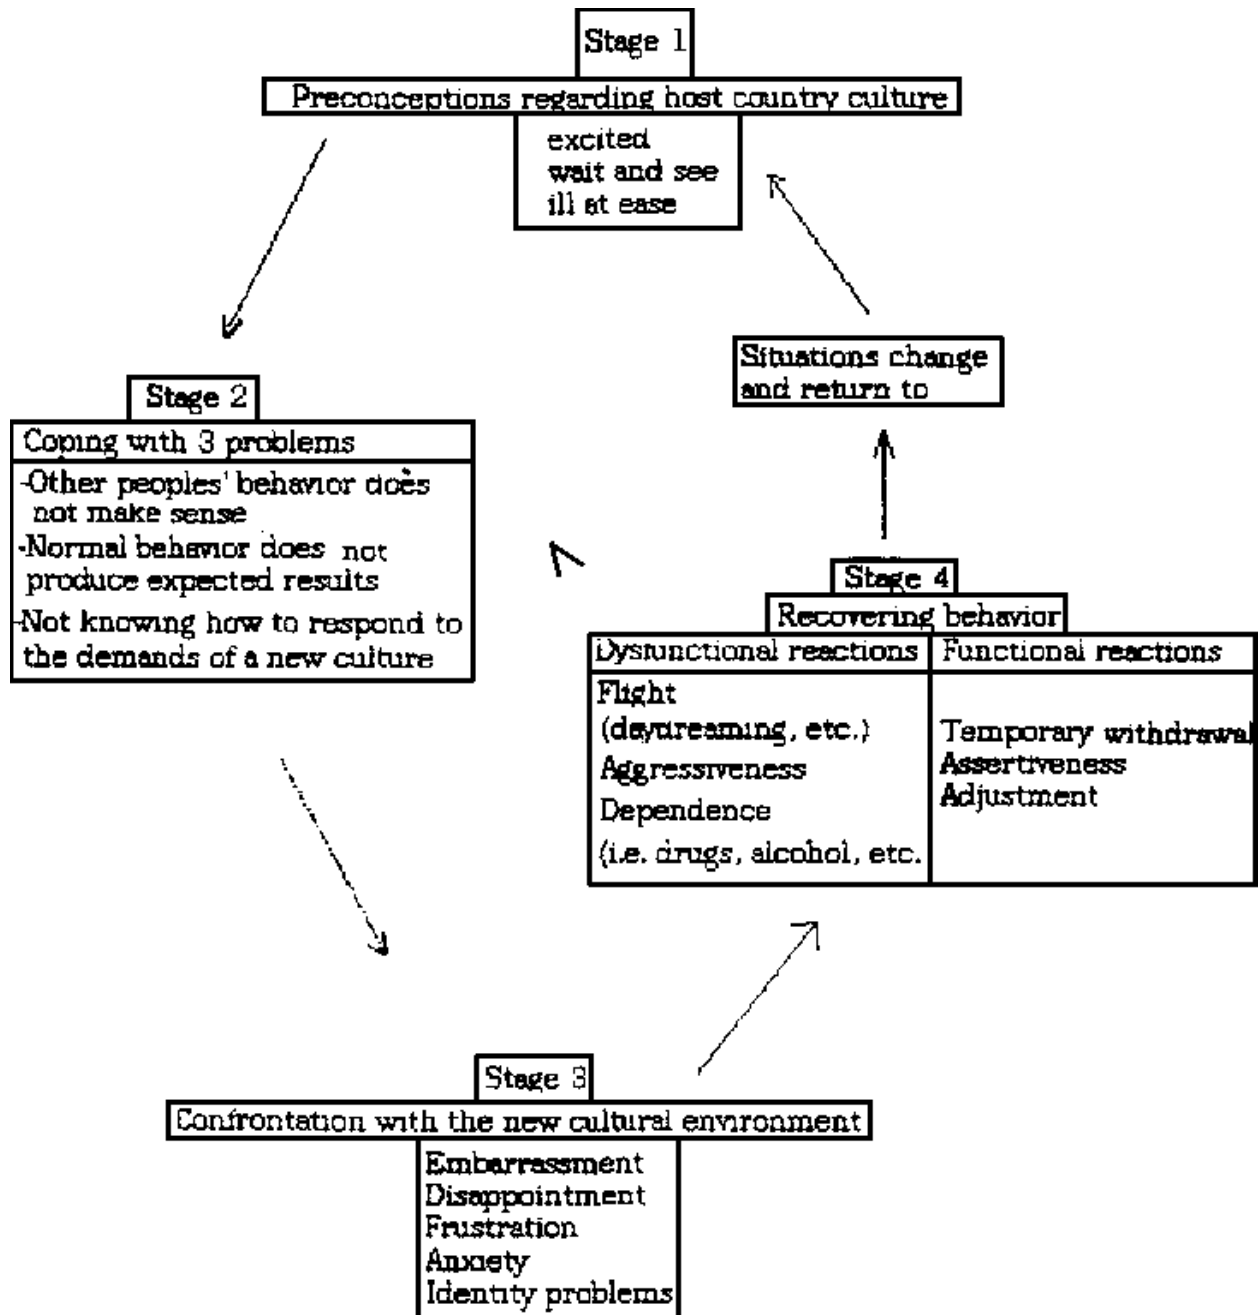 Stage 1
Preconceptions regarding host country culture
excited
wait and see
ill at ease
Stage 2
Coping with 3 problems
-Other peoples' behavior does
not make sense
-Normal behavior does not
produce expected results
-Not knowing how to respond to
the demands of a new culture
Stage 3
Confrontation with the new cultural environment
Embarrassment
Disappointment
Frustration
Anxiety
Identity problems
Stage 4
Recovering behavior
Dysfunctional reactions
Flight
(daydreaming, etc.)
Aggressiveness
Dependence
(i.e. drugs, alcohol, etc.
Functional reactions
Temporary withdrawal
Assertiveness
Adjustment
Situations change
and return to